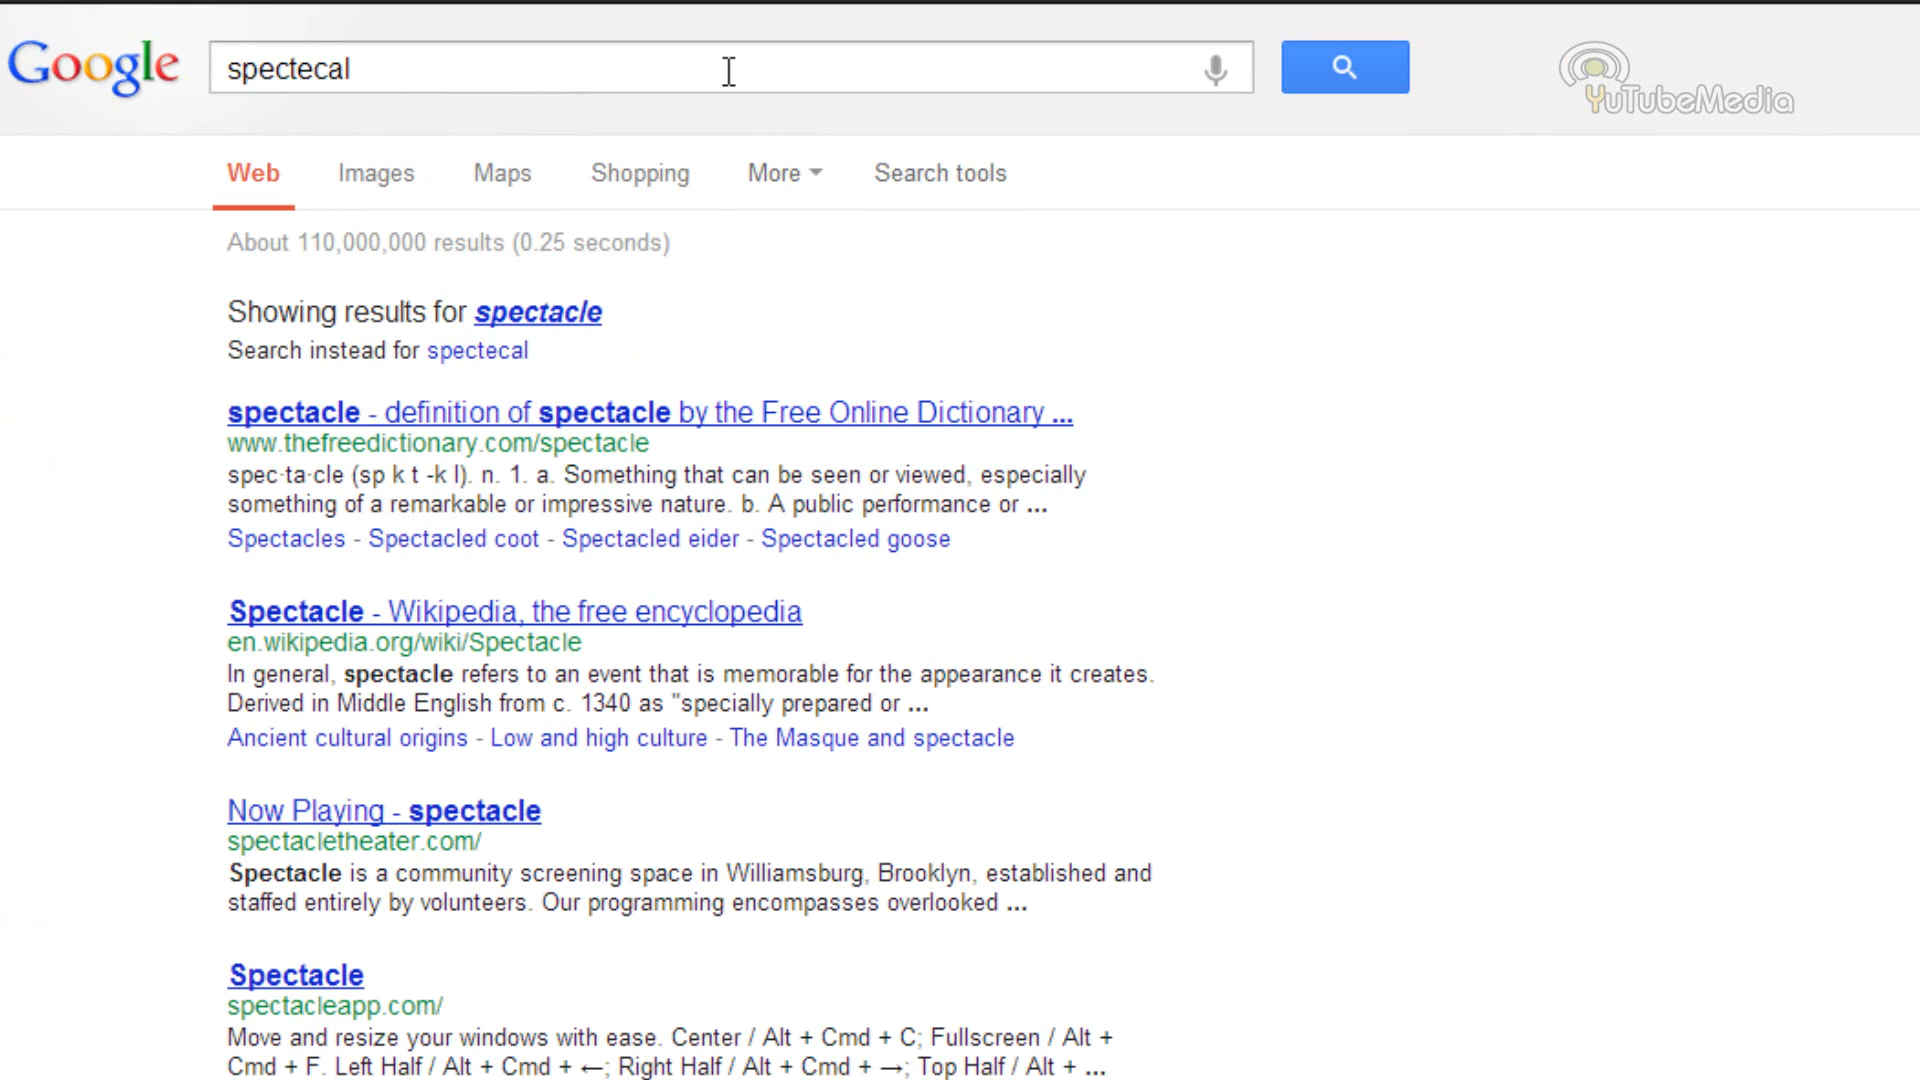 Google
spectecal
YuTubeMedia
Web Images Maps Shopping More Search tools
About 110,000,000 results (0.25 seconds)
Showing results for spectacle
Search instead for spectecal
spectacle - definition of spectacle by the Free Online Dictionary ...
www.thefreedictionary.com/spectacle
spec·ta·cle (sp k t -k l). n. 1. a. Something that can be seen or viewed, especially
something of a remarkable or impressive nature. b. A public performance or ...
Spectacles - Spectacled coot - Spectacled eider - Spectacled goose
Spectacle - Wikipedia, the free encyclopedia
en.wikipedia.org/wiki/Spectacle
In general, spectacle refers to an event that is memorable for the appearance it creates.
Derived in Middle English from c. 1340 as "specially prepared or ...
Ancient cultural origins - Low and high culture - The Masque and spectacle
Now Playing - spectacle
spectacletheater.com/
Spectacle is a community screening space in Williamsburg, Brooklyn, established and
staffed entirely by volunteers. Our programming encompasses overlooked ...
Spectacle
spectacleapp.com/
Move and resize your windows with ease. Center / Alt + Cmd + C; Fullscreen / Alt +
Cmd + F. Left Half / Alt + Cmd + ←; Right Half / Alt + Cmd + →; Top Half / Alt + ...